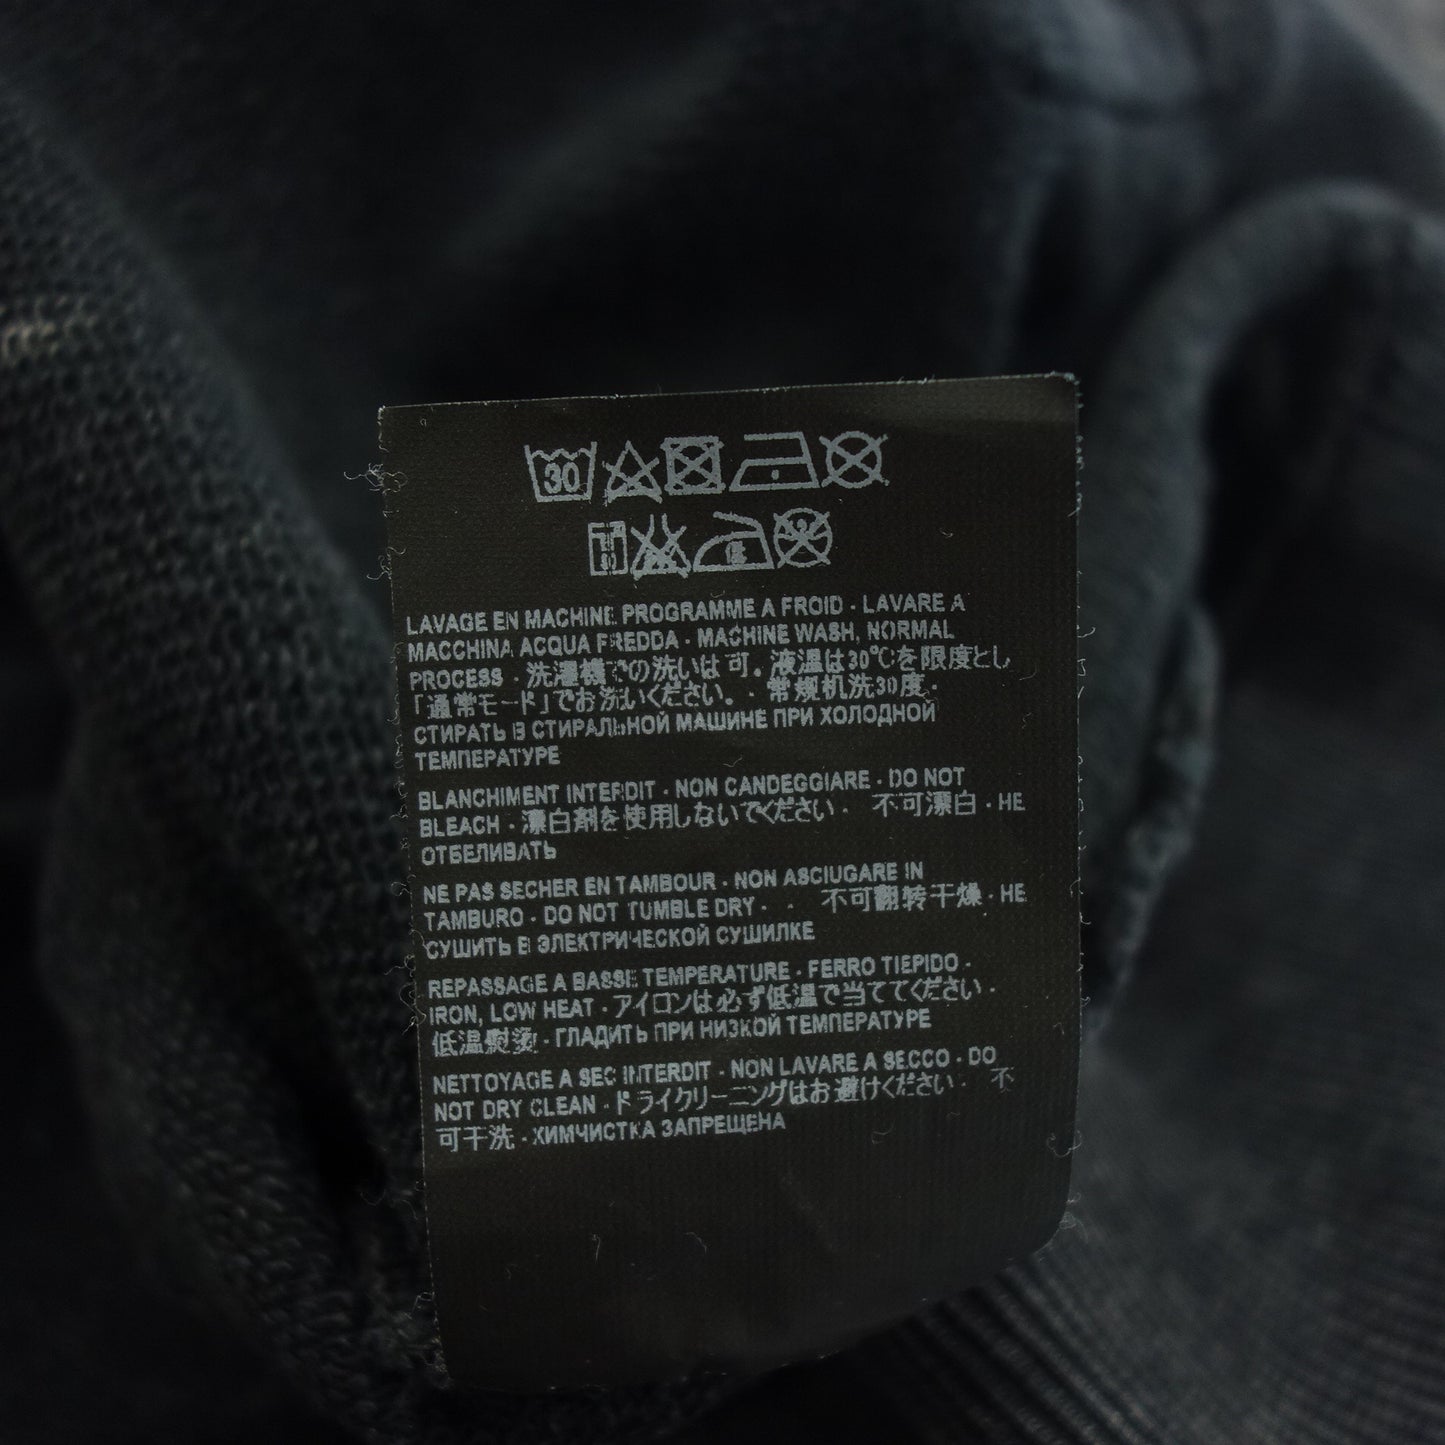 30
LAVAGE EN MACHINE PROGRAMME A FROID · LAVARE A
MACCHINA ACQUA FREDDA · MACHINE WASH, NORMAL
PROCESS · 洗濯機での洗いは可。液温は30℃を限度とし
「通常モード」でお洗いください。· 常规机洗30度·
СТИРАТЬ В СТИРАЛЬНОЙ МАШИНЕ ПРИ ХОЛОДНОЙ
ТЕМПЕРАТУРЕ
BLANCHIMENT INTERDIT · NON CANDEGGIARE · DO NOT
BLEACH · 漂白剤を使用しないでください · 不可漂白 · НЕ
ОТБЕЛИВАТЬ
NE PAS SECHER EN TAMBOUR · NON ASCIUGARE IN
TAMBURO · DO NOT TUMBLE DRY · · 不可翻转干燥 · НЕ
СУШИТЬ В ЭЛЕКТРИЧЕСКОЙ СУШИЛКЕ
REPASSAGE A BASSE TEMPERATURE · FERRO TIEPIDO ·
IRON, LOW HEAT · アイロンは必ず低温で当ててください ·
低温熨烫 · ГЛАДИТЬ ПРИ НИЗКОЙ ТЕМПЕРАТУРЕ
NETTOYAGE A SEC INTERDIT · NON LAVARE A SECCO · DO
NOT DRY CLEAN · ドライクリーニングはお避けください · 不
可干洗 · ХИМЧИСТКА ЗАПРЕЩЕНА